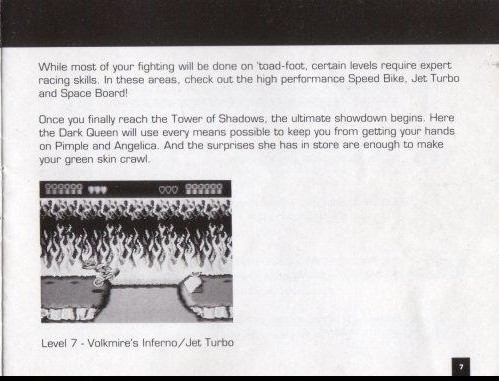 While most of your fighting will be done on 'toad-foot, certain levels require expert
racing skills. In these areas, check out the high performance Speed Bike, Jet Turbo
and Space Board!
Once you finally reach the Tower of Shadows, the ultimate showdown begins. Here
the Dark Queen will use every means possible to keep you from getting your hands
on Pimple and Angelica. And the surprises she has in store are enough to make
your green skin crawl.
Level 7 - Volkmire's Inferno/Jet Turbo
7